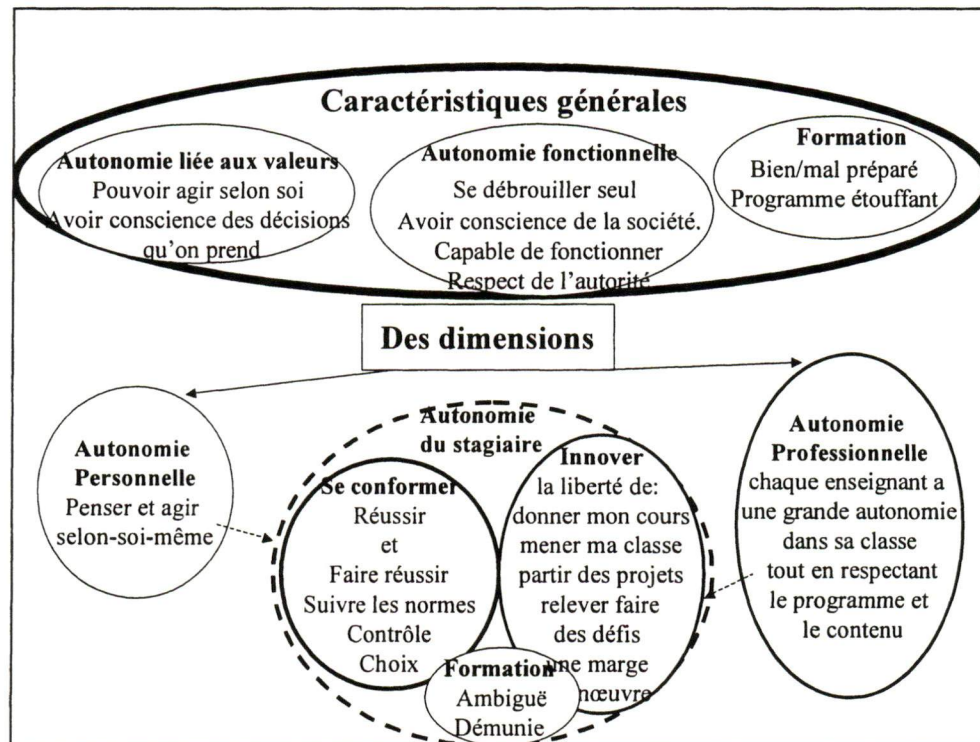 Caractéristiques générales
Autonomie liée aux valeurs
Pouvoir agir selon soi
Avoir conscience des décisions
qu'on prend
Autonomie fonctionnelle
Se débrouiller seul
Avoir conscience de la société.
Capable de fonctionner
Respect de l'autorité
Formation
Bien/mal préparé
Programme étouffant
Des dimensions
Autonomie
Personnelle
Penser et agir
selon-soi-même
Autonomie
du stagiaire
Se conformer
Réussir
et
Faire réussir
Suivre les normes
Contrôle
Choix
Innover
la liberté de:
donner mon cours
mener ma classe
partir des projets
relever faire
des défis
une marge
nœuvre
Formation
Ambiguë
Démunie
Autonomie
Professionnelle
chaque enseignant a
une grande autonomie
dans sa classe
tout en respectant
le programme et
le contenu